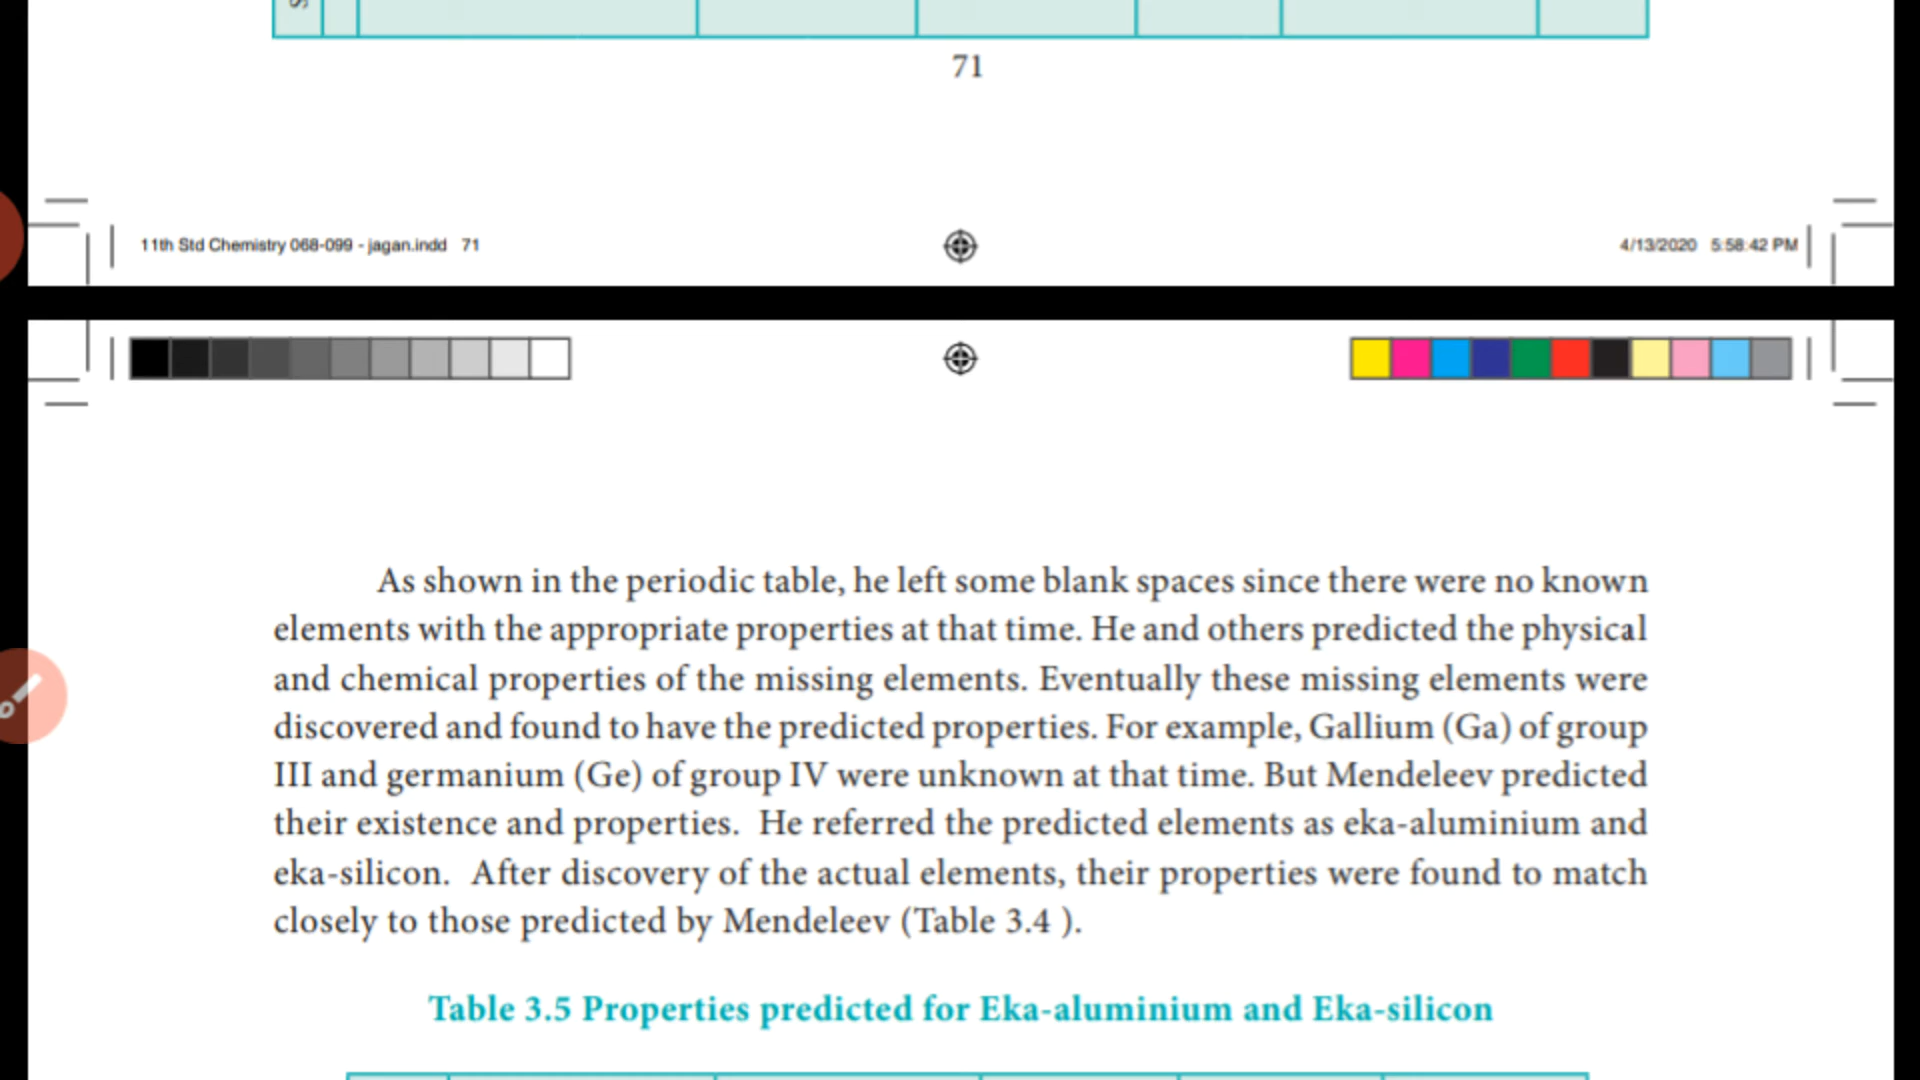 71
11th Std Chemistry 068-099 - jagan.indd 71
4/13/2020 5:58:42 PM
As shown in the periodic table, he left some blank spaces since there were no known
elements with the appropriate properties at that time. He and others predicted the physical
and chemical properties of the missing elements. Eventually these missing elements were
discovered and found to have the predicted properties. For example, Gallium (Ga) of group
III and germanium (Ge) of group IV were unknown at that time. But Mendeleev predicted
their existence and properties. He referred the predicted elements as eka-aluminium and
eka-silicon. After discovery of the actual elements, their properties were found to match
closely to those predicted by Mendeleev (Table 3.4 ).
Table 3.5 Properties predicted for Eka-aluminium and Eka-silicon